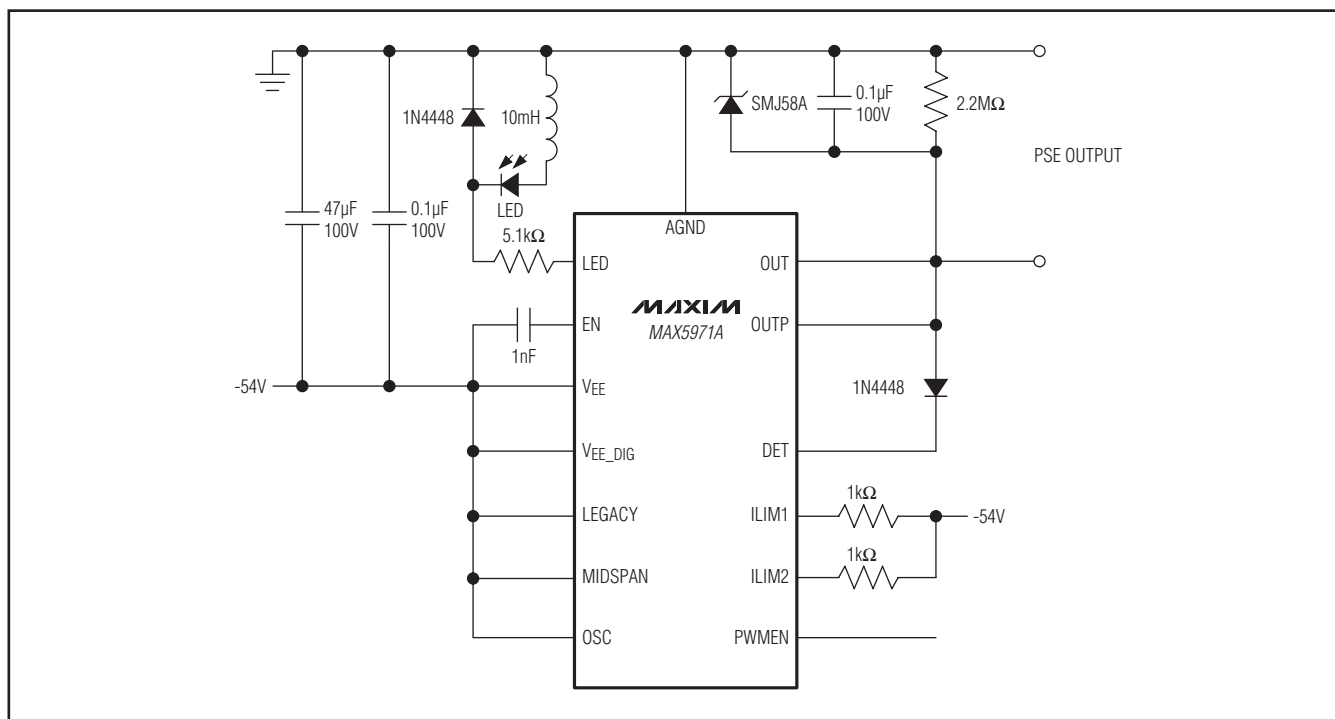 1N4448
10mH
SMJ58A
0.1µF
100V
2.2MΩ
PSE OUTPUT
47µF
100V
0.1µF
100V
LED
5.1kΩ
AGND
LED
OUT
MAXIM
MAX5971A
EN
OUTP
1nF
-54V
VEE
1N4448
VEE_DIG
DET
LEGACY
1kΩ
ILIM1
-54V
MIDSPAN
1kΩ
ILIM2
OSC
PWMEN